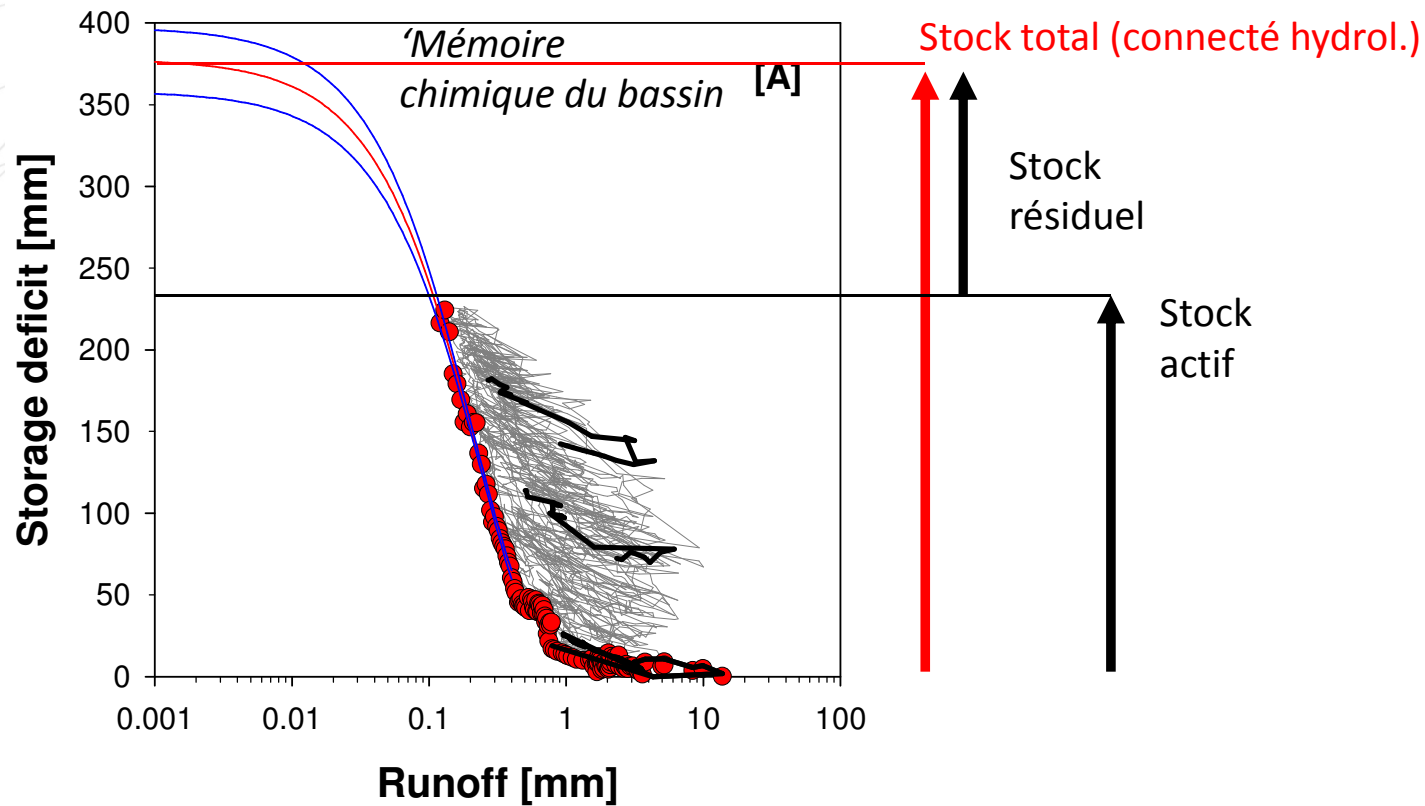 400
350
300
250
200
150
100
50
0
Storage deficit [mm]
0.001
0.01
0.1
1
10
100
Runoff [mm]
‘Mémoire
chimique du bassin
[A]
Stock total (connecté hydrol.)
Stock
résiduel
Stock
actif